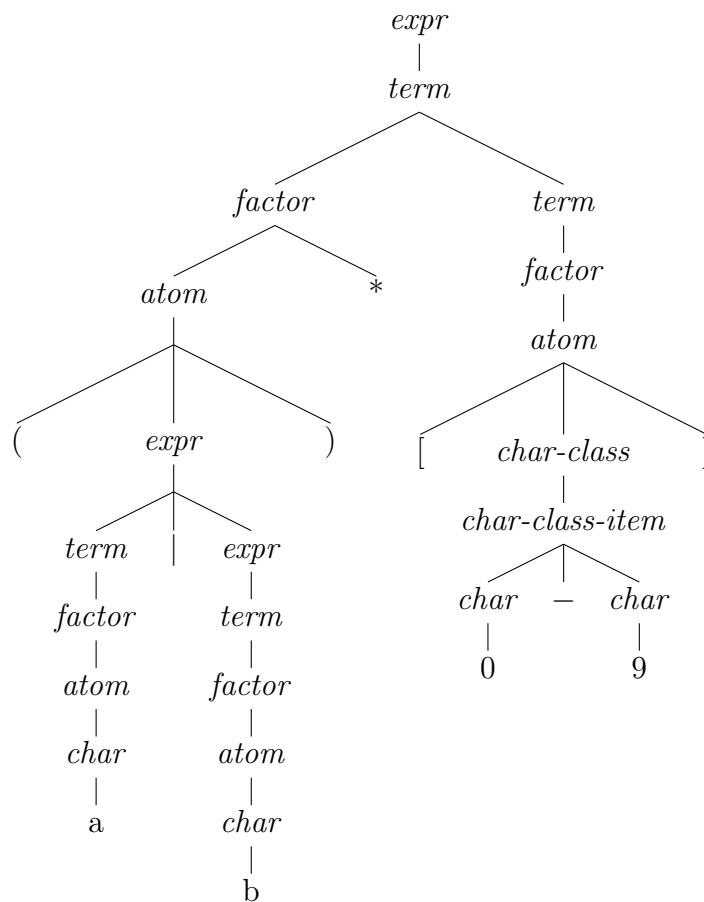 expr
term
factor term
atom * factor
atom
( expr ) [ char-class ]
char-class-item
term | expr
char − char
factor term
0 9
atom factor
char atom
a char
b